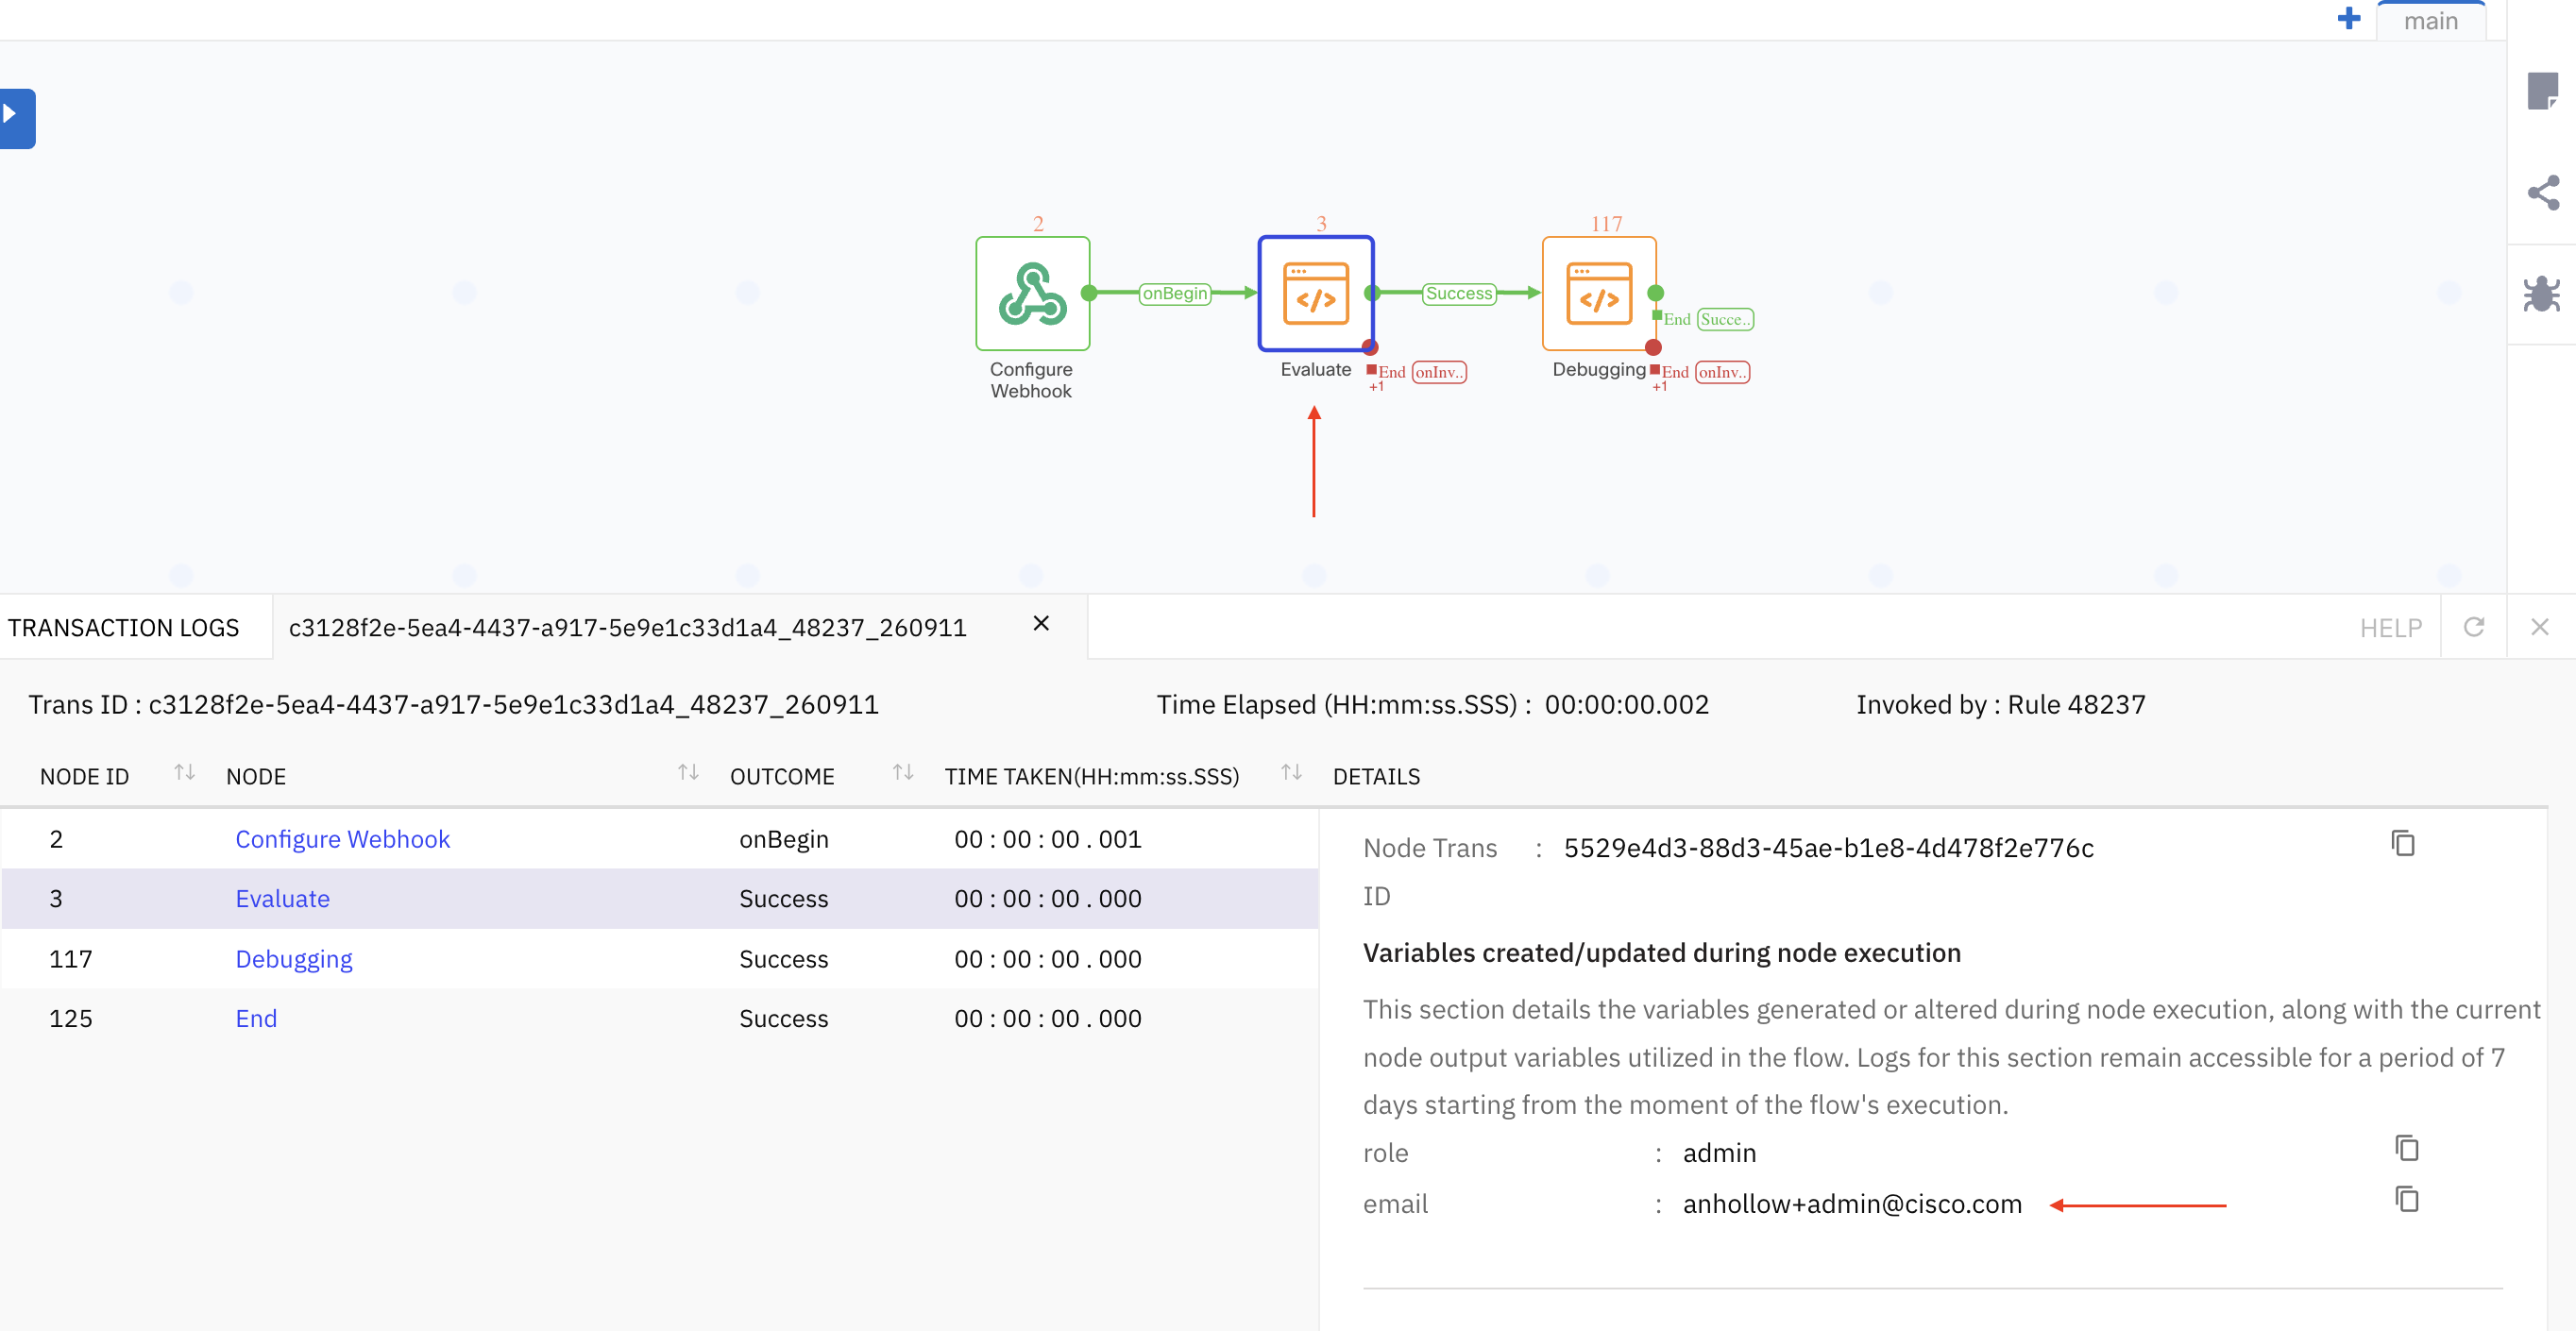 main
2
3
117
onBegin
Success
End Succe..
Configure
Webhook
Evaluate
End onInv..
+1
Debugging
End onInv..
+1
TRANSACTION LOGS
c3128f2e-5ea4-4437-a917-5e9e1c33d1a4_48237_260911
HELP
Trans ID : c3128f2e-5ea4-4437-a917-5e9e1c33d1a4_48237_260911
Time Elapsed (HH:mm:ss.SSS) : 00:00:00.002
Invoked by : Rule 48237
NODE ID
NODE
OUTCOME
TIME TAKEN(HH:mm:ss.SSS)
DETAILS
2 Configure Webhook onBegin 00 : 00 : 00 . 001
3 Evaluate Success 00 : 00 : 00 . 000
117 Debugging Success 00 : 00 : 00 . 000
125 End Success 00 : 00 : 00 . 000
Node Trans : 5529e4d3-88d3-45ae-b1e8-4d478f2e776c
ID
Variables created/updated during node execution
This section details the variables generated or altered during node execution, along with the current
node output variables utilized in the flow. Logs for this section remain accessible for a period of 7
days starting from the moment of the flow's execution.
role : admin
email : anhollow+admin@cisco.com